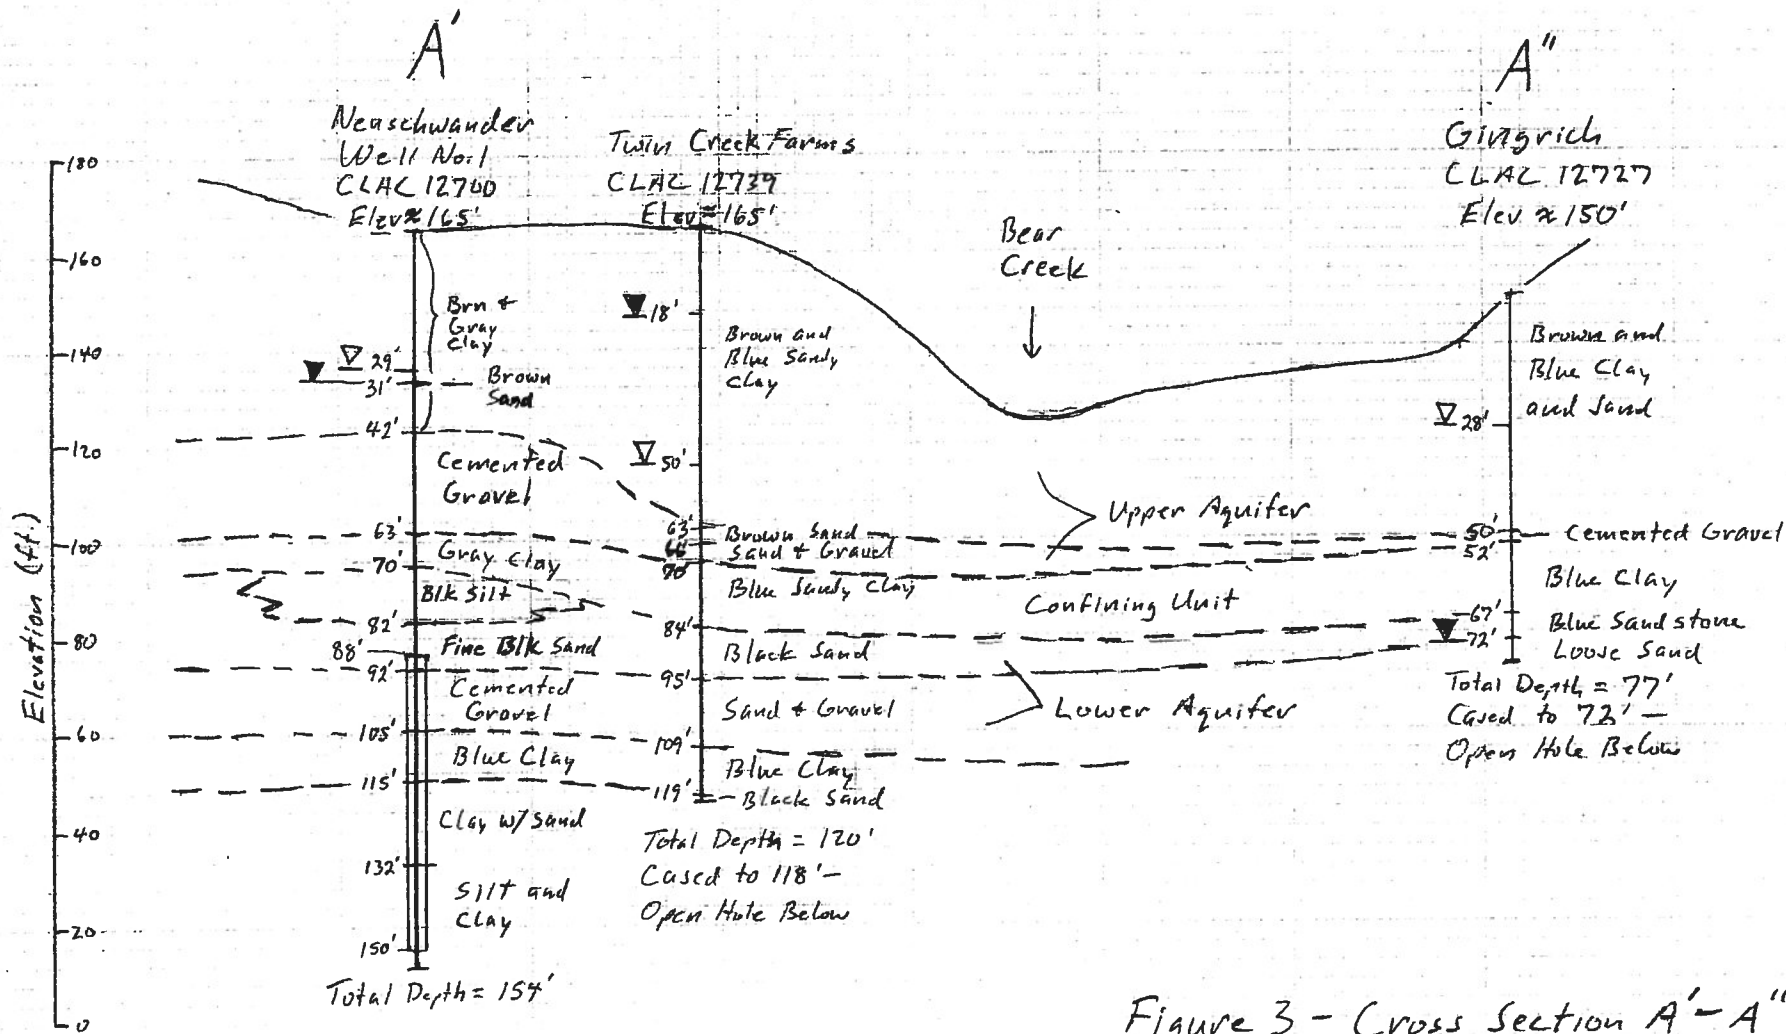 A'
A"
Neuschwander
Well No.1
CLAC 12700
Elev ≈ 165'
Twin Creek Farms
CLAC 12739
Elev ≈ 165'
Gingrich
CLAC 12727
Elev ≈ 150'
Bear
Creek
Elevation (ft.)
180
160
140
120
100
80
60
40
20
0
Brn +
Gray
Clay
29'
31'
Brown
Sand
42'
Cemented
Gravel
63'
Gray Clay
70'
Blk Silt
82'
Fine Blk Sand
88'
92'
Cemented
Gravel
105'
Blue Clay
115'
Clay w/ Sand
132'
Silt and
Clay
150'
Total Depth = 154'
18'
Brown and
Blue Sandy
Clay
50'
63'
Brown Sand
66'
Sand + Gravel
70'
Blue Sandy Clay
84'
Black Sand
95'
Sand + Gravel
109'
Blue Clay
119'
Black Sand
Total Depth = 120'
Cased to 118' –
Open Hole Below
Upper Aquifer
Confining Unit
Lower Aquifer
Brown and
Blue Clay
and Sand
28'
50'
Cemented Gravel
52'
Blue Clay
67'
Blue Sandstone
72'
Loose Sand
Total Depth = 77'
Cased to 72' –
Open Hole Below
Figure 3 - Cross Section A' - A"